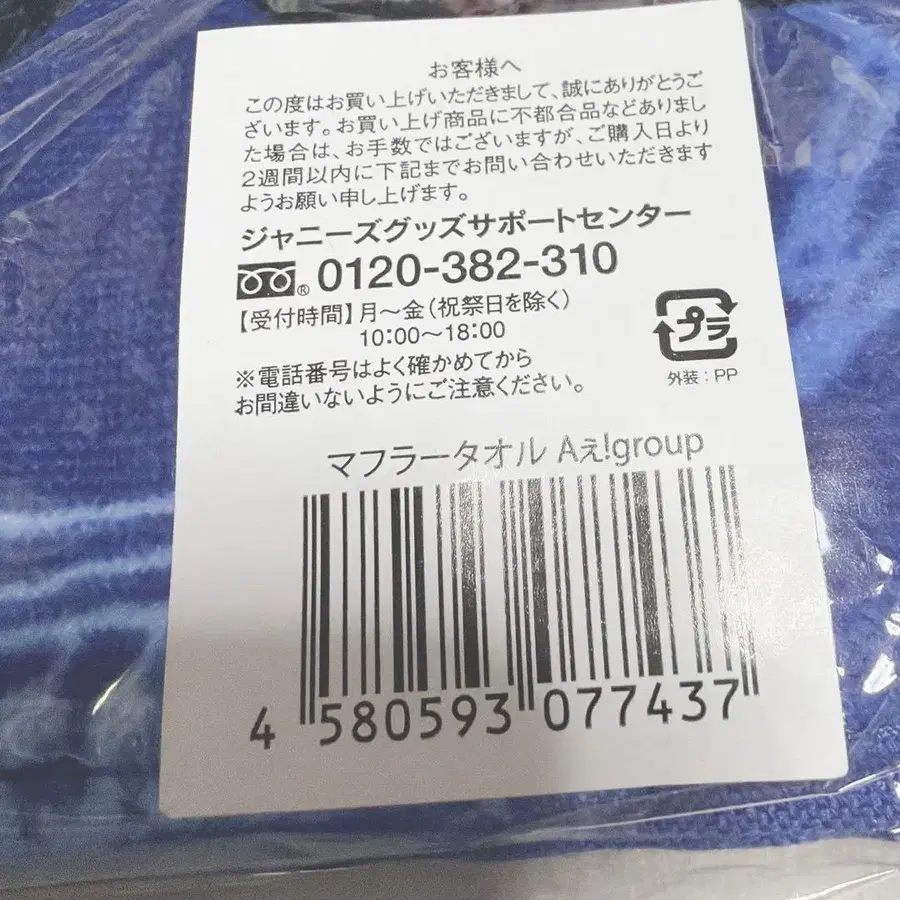 お客様へ
この度はお買い上げいただきまして、誠にありがとうご
ざいます。お買い上げ商品に不都合品などありまし
た場合は、お手数ではございますが、ご購入日より
2週間以内に下記までお問い合わせいただきます
ようお願い申し上げます。
ジャニーズグッズサポートセンター
® 0120-382-310
【受付時間】月〜金(祝祭日を除く)
10:00〜18:00
※電話番号はよく確かめてから
お間違いないようにご注意ください。
プラ
外装：PP
マフラータオル Aぇ!group
4 580593 077437